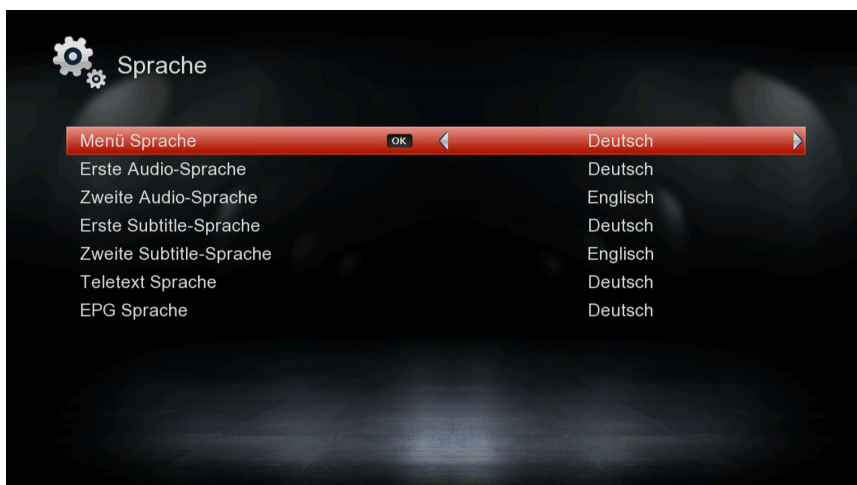 Sprache
Menü Sprache OK Deutsch
Erste Audio-Sprache Deutsch
Zweite Audio-Sprache Englisch
Erste Subtitle-Sprache Deutsch
Zweite Subtitle-Sprache Englisch
Teletext Sprache Deutsch
EPG Sprache Deutsch